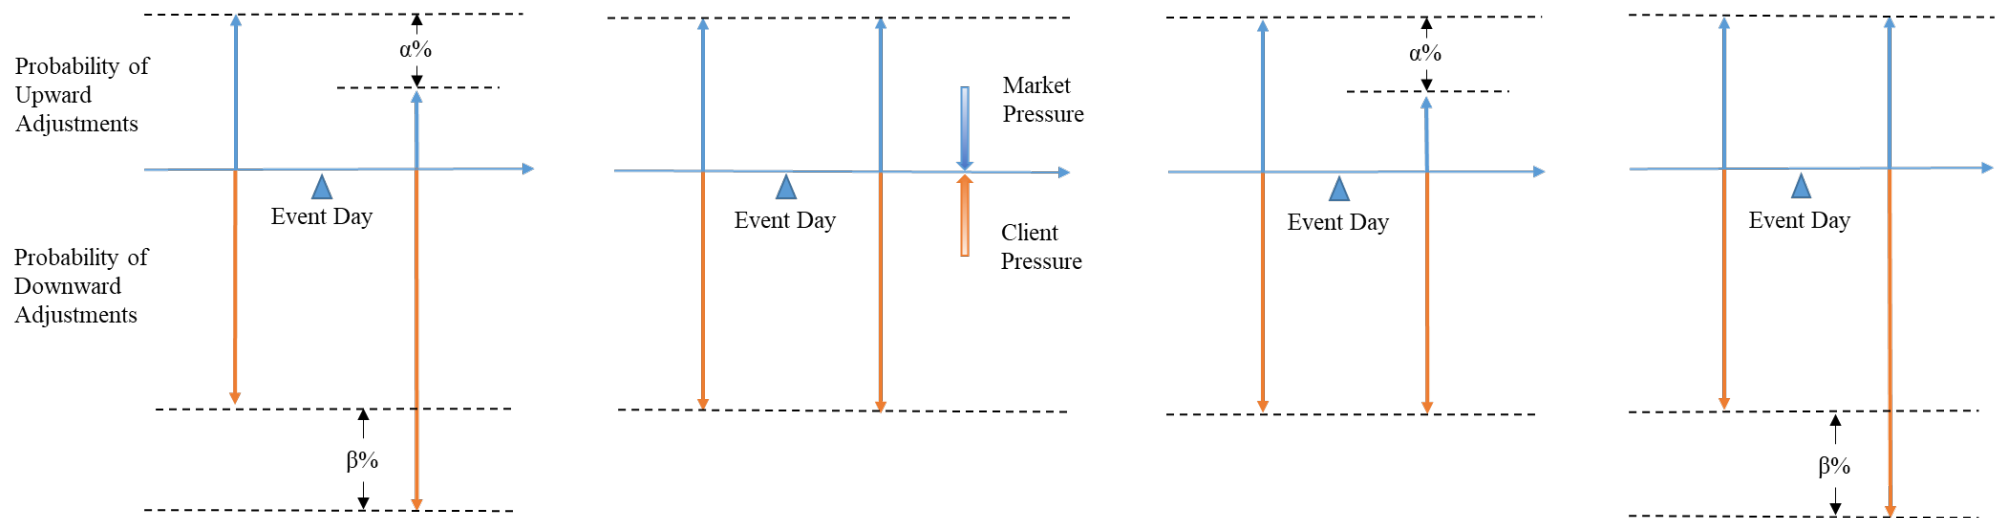 Probability of
Upward
Adjustments
α%
Event Day
Probability of
Downward
Adjustments
β%
Market
Pressure
Event Day
Client
Pressure
α%
Event Day
Event Day
β%